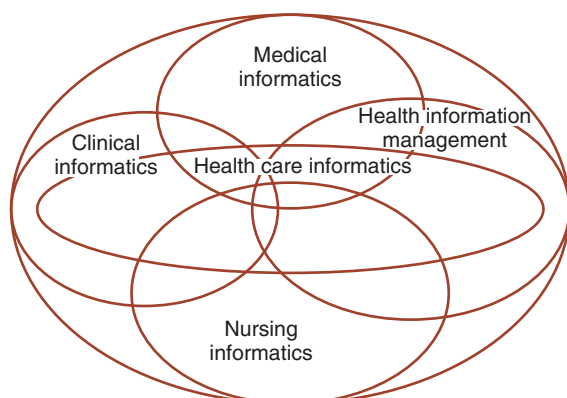 Medical
informatics
Health information
management
Clinical
informatics
Health care informatics
Nursing
informatics